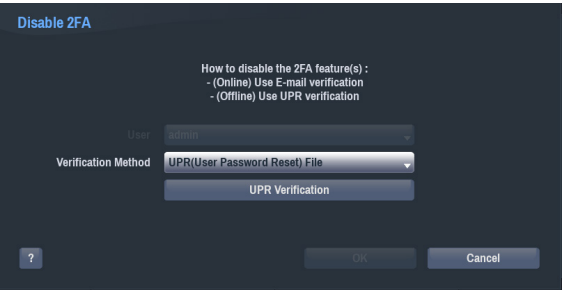 Disable 2FA
How to disable the 2FA feature(s) :
- (Online) Use E-mail verification
- (Offline) Use UPR verification
User admin
Verification Method UPR(User Password Reset) File
UPR Verification
? OK Cancel